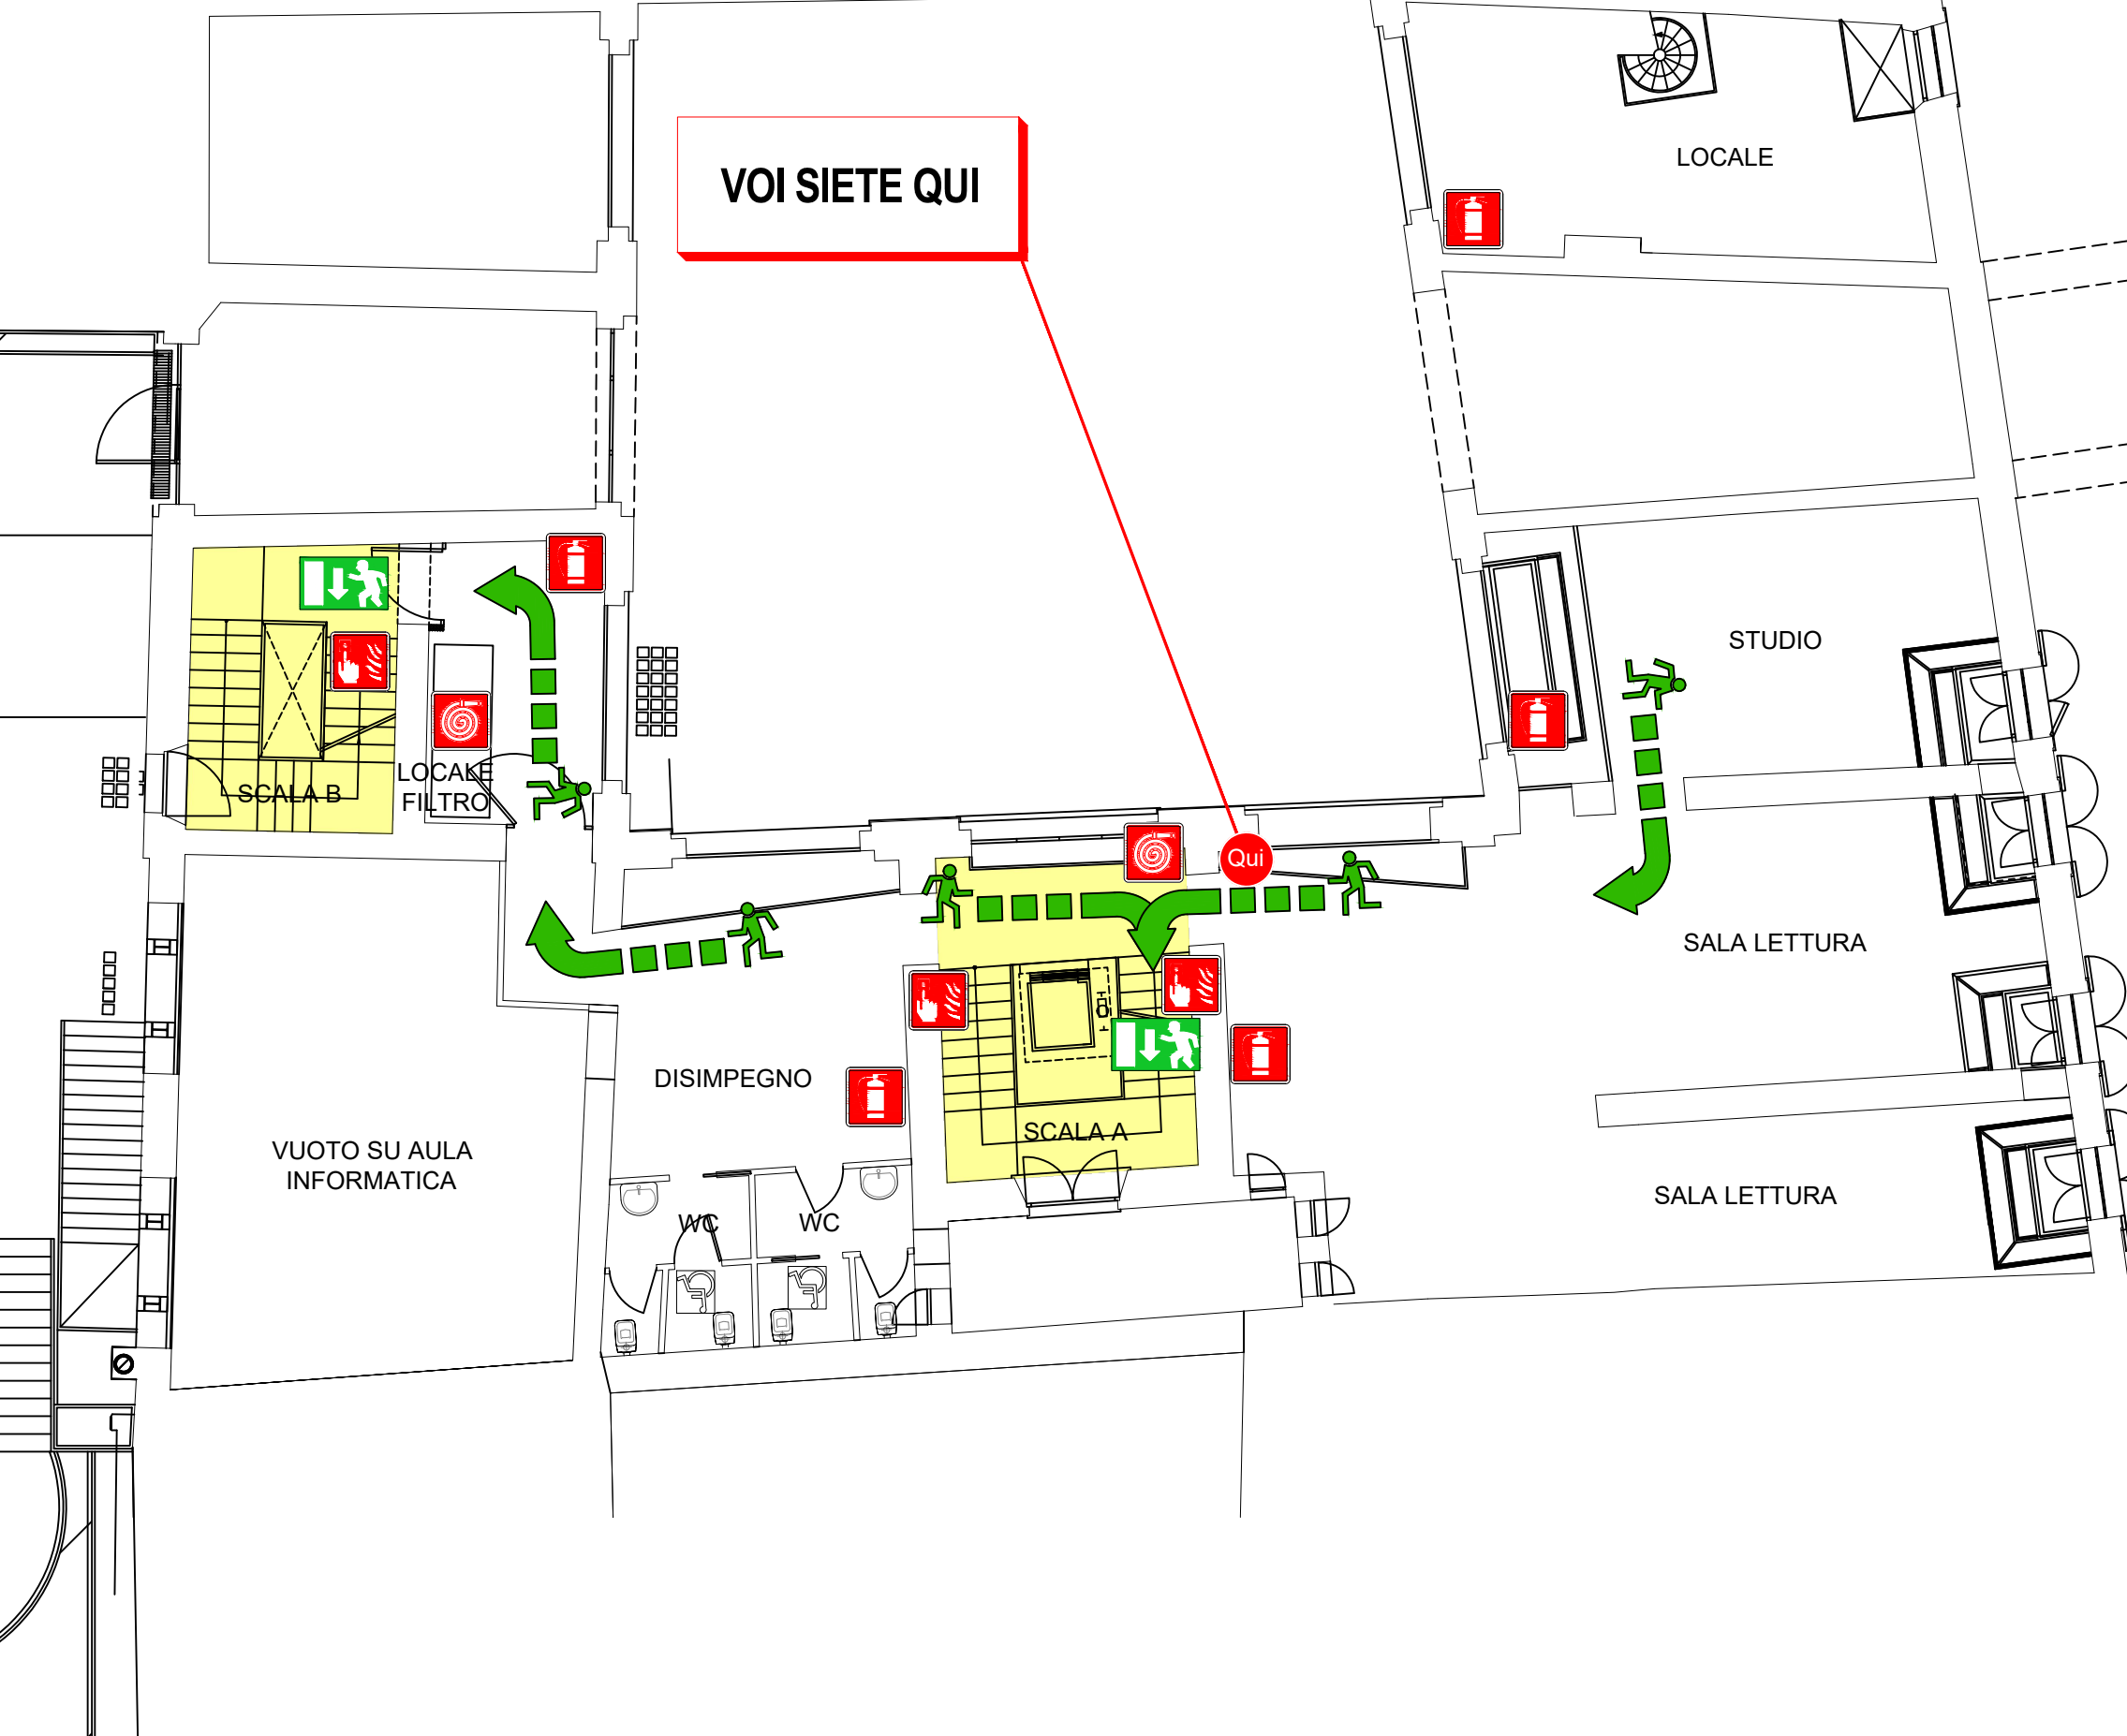 LOCALE
VOI SIETE QUI
STUDIO
LOCALE
FILTRO
SCALA B
Qui
SALA LETTURA
DISIMPEGNO
SCALA A
VUOTO SU AULA
INFORMATICA
SALA LETTURA
WC
WC